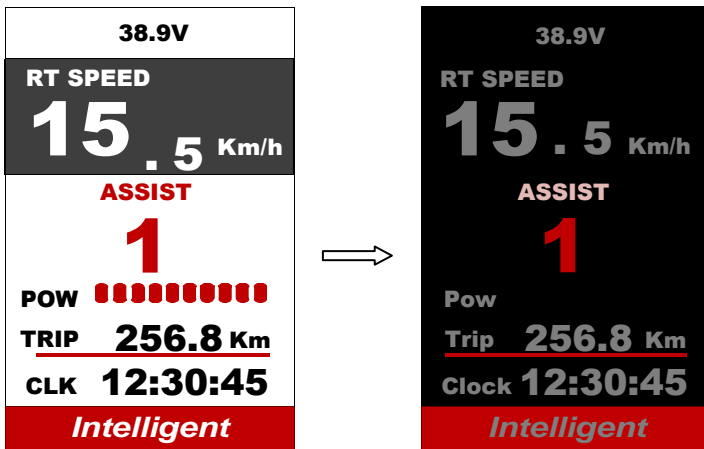 38.9V
RT SPEED
15.5 Km/h
ASSIST
1
POW
TRIP 256.8 Km
CLK 12:30:45
Intelligent
38.9V
RT SPEED
15.5 Km/h
ASSIST
1
Pow
Trip 256.8 Km
Clock 12:30:45
Intelligent